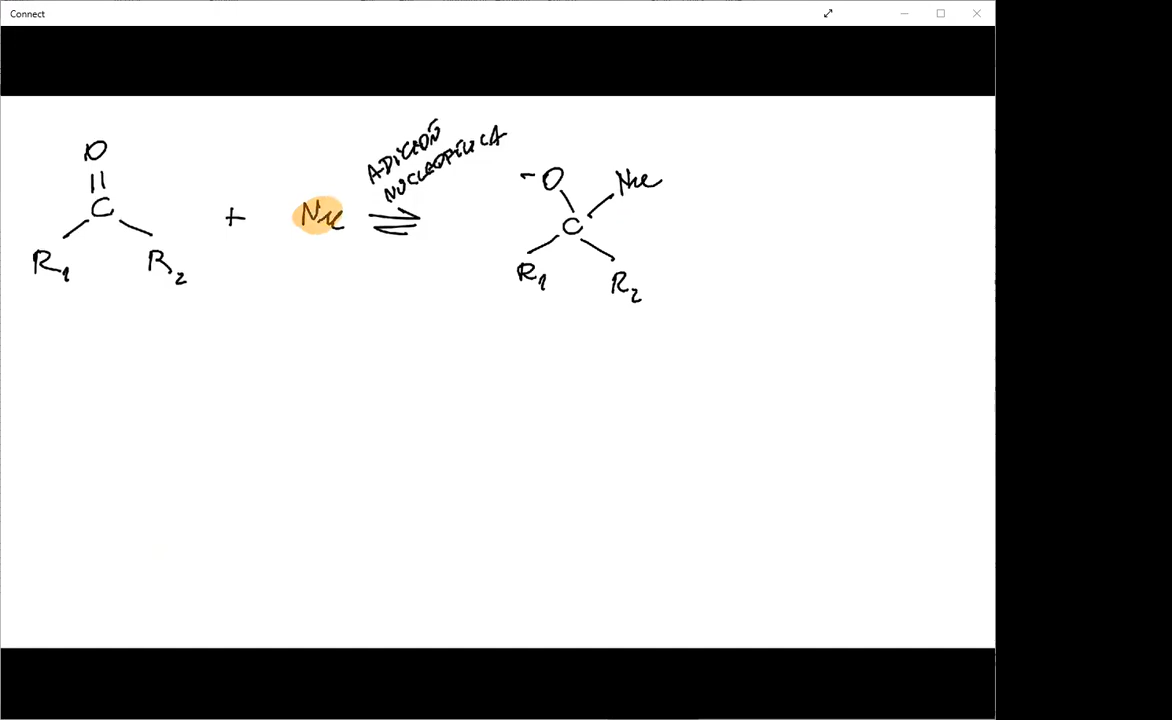 Connect
ADICIÓN
NUCLEOFÍLICA
O
C
R1 R2
+
Nu
-O Nu
C
R1 R2